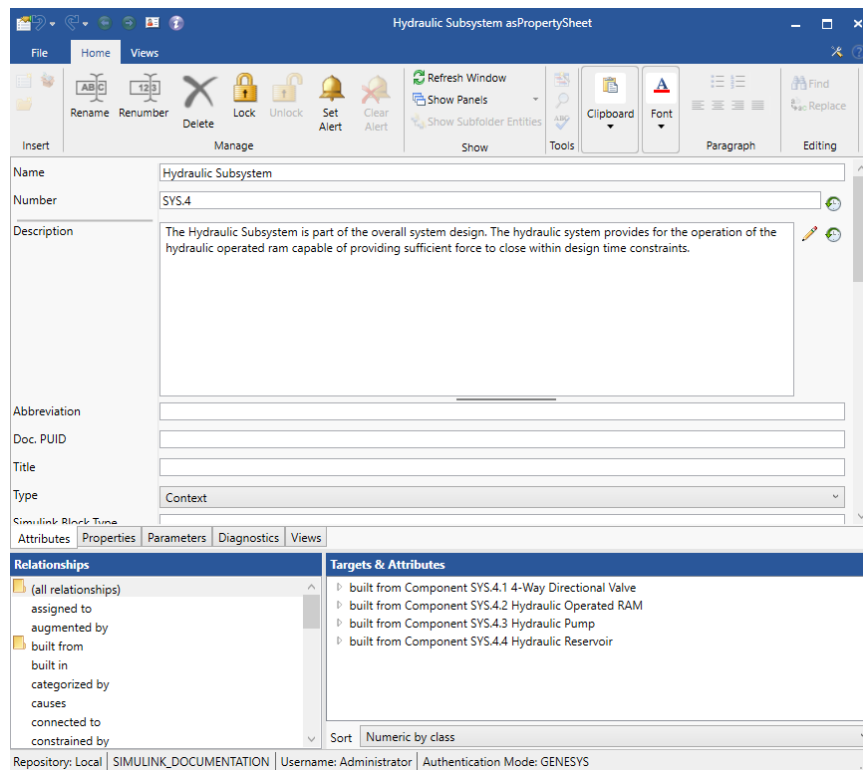 Hydraulic Subsystem asPropertySheet
File Home Views
Rename Renumber Delete Lock Unlock Set Alert Clear Alert
Refresh Window
Show Panels
Show Subfolder Entities
Clipboard Font
Find
Replace
Insert Manage Show Tools Paragraph Editing
Name Hydraulic Subsystem
Number SYS.4
Description The Hydraulic Subsystem is part of the overall system design. The hydraulic system provides for the operation of the
hydraulic operated ram capable of providing sufficient force to close within design time constraints.
Abbreviation
Doc. PUID
Title
Type Context
Simulink Block Type
Attributes Properties Parameters Diagnostics Views
Relationships
(all relationships)
assigned to
augmented by
built from
built in
categorized by
causes
connected to
constrained by
Targets & Attributes
built from Component SYS.4.1 4-Way Directional Valve
built from Component SYS.4.2 Hydraulic Operated RAM
built from Component SYS.4.3 Hydraulic Pump
built from Component SYS.4.4 Hydraulic Reservoir
Sort Numeric by class
Repository: Local SIMULINK_DOCUMENTATION Username: Administrator Authentication Mode: GENESYS